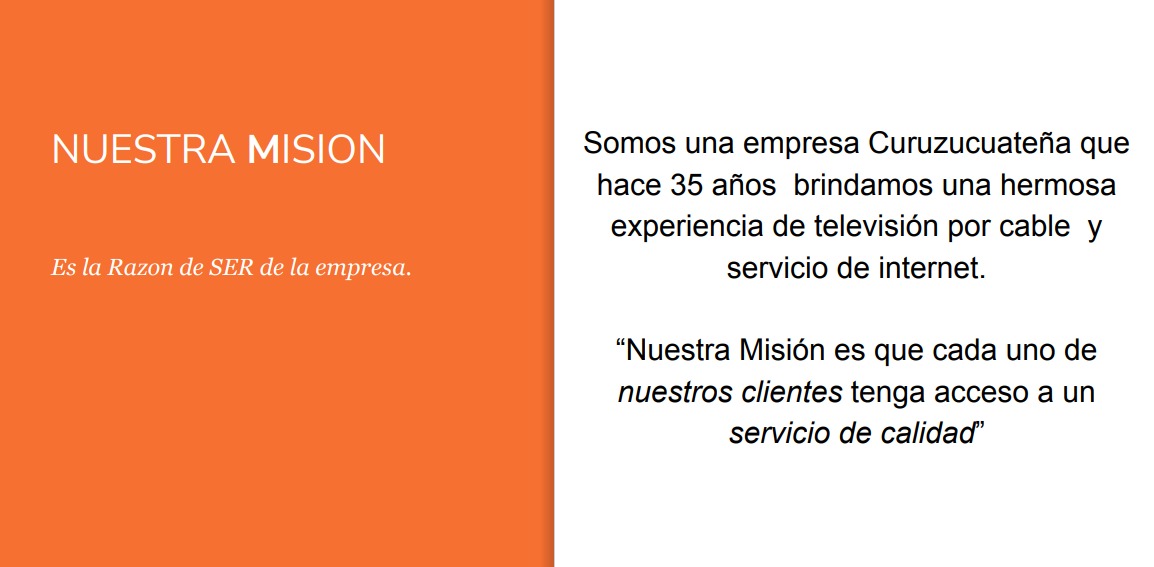 NUESTRA MISION
Es la Razon de SER de la empresa.
Somos una empresa Curuzucuateña que
hace 35 años  brindamos una hermosa
experiencia de televisión por cable  y
servicio de internet.
“Nuestra Misión es que cada uno de
nuestros clientes tenga acceso a un
servicio de calidad”